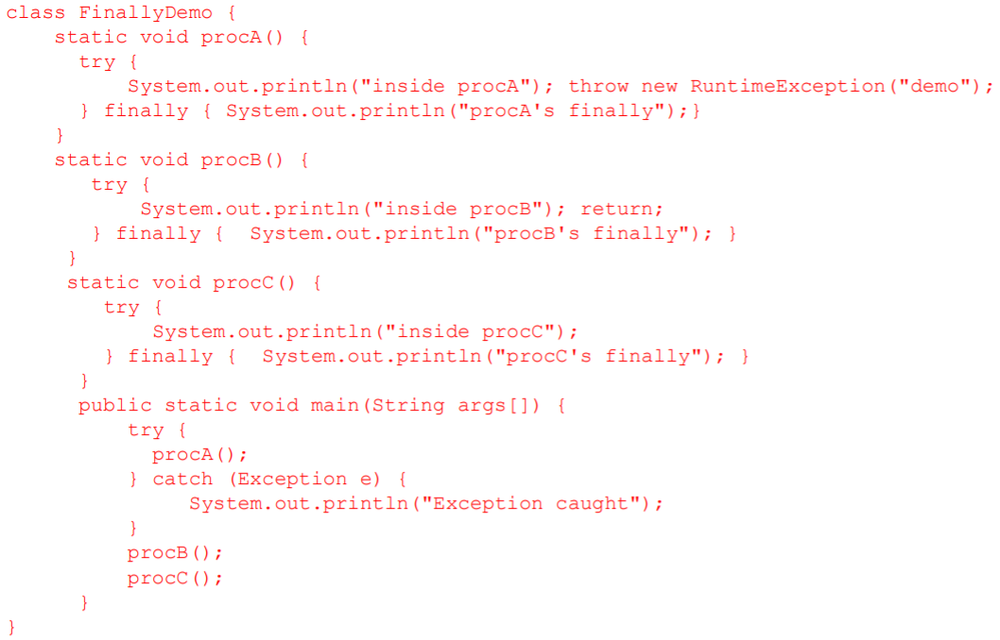 class FinallyDemo {
    static void procA() {
      try {
          System.out.println("inside procA"); throw new RuntimeException("demo");
      } finally { System.out.println("procA's finally");}
    }
    static void procB() {
       try {
           System.out.println("inside procB"); return;
       } finally {  System.out.println("procB's finally"); }
     }
     static void procC() {
        try {
            System.out.println("inside procC");
        } finally {  System.out.println("procC's finally"); }
      }
      public static void main(String args[]) {
          try {
            procA();
          } catch (Exception e) {
               System.out.println("Exception caught");
          }
          procB();
          procC();
      }
}